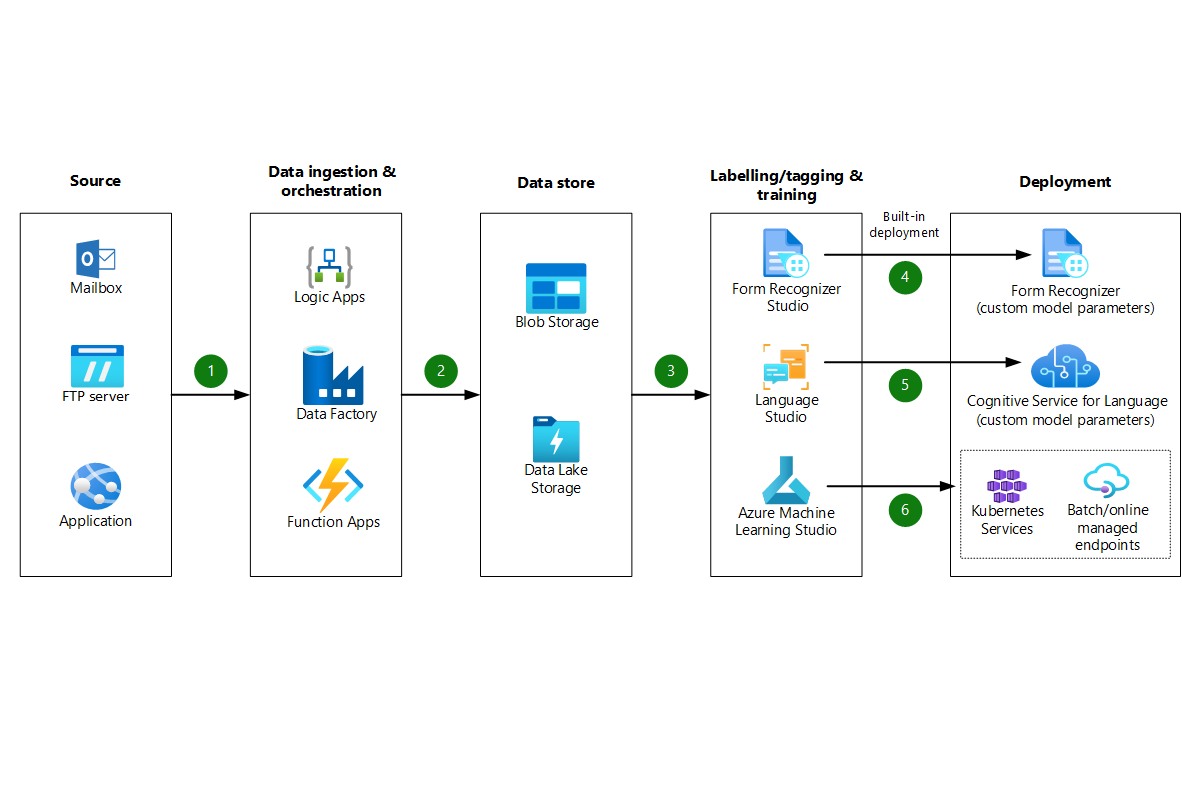 Source
Mailbox
FTP server
Application
1
Data ingestion &
orchestration
Logic Apps
Data Factory
Function Apps
2
Data store
Blob Storage
Data Lake
Storage
3
Labelling/tagging &
training
Form Recognizer
Studio
Language
Studio
Azure Machine
Learning Studio
Built-in
deployment
4
5
6
Deployment
Form Recognizer
(custom model parameters)
Cognitive Service for Language
(custom model parameters)
Kubernetes
Services
Batch/online
managed
endpoints